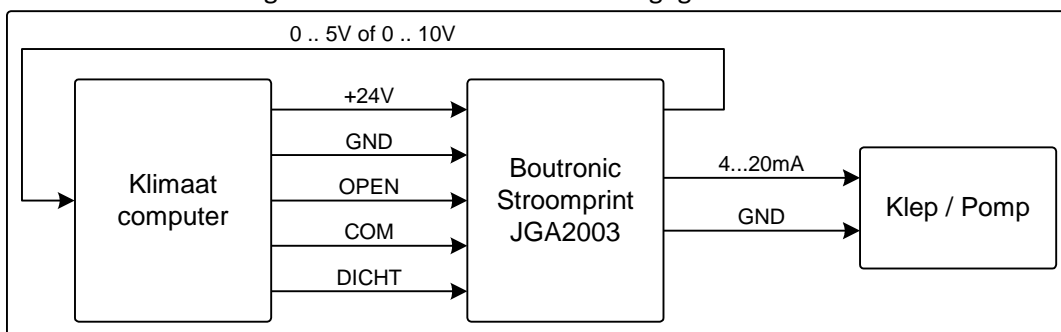 0 .. 5V of 0 .. 10V
+24V
GND
OPEN
COM
DICHT
Klimaat
computer
Boutronic
Stroomprint
JGA2003
4...20mA
GND
Klep / Pomp